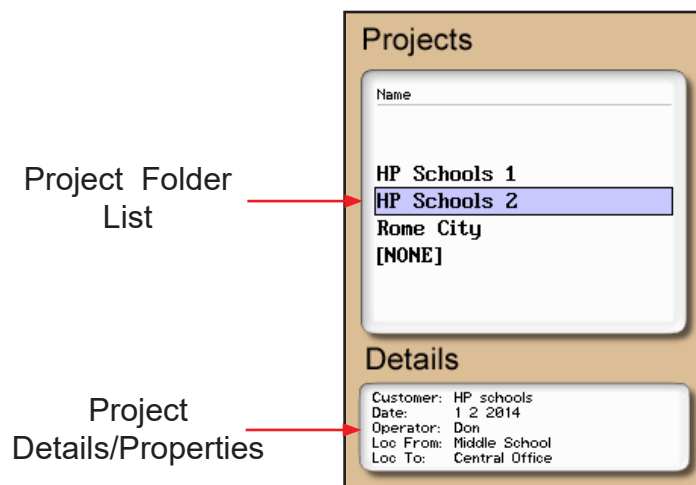 Projects
Name
HP Schools 1
HP Schools 2
Rome City
[NONE]
Project Folder
List
Details
Customer: HP schools
Date: 1 2 2014
Operator: Don
Loc From: Middle School
Loc To: Central Office
Project
Details/Properties